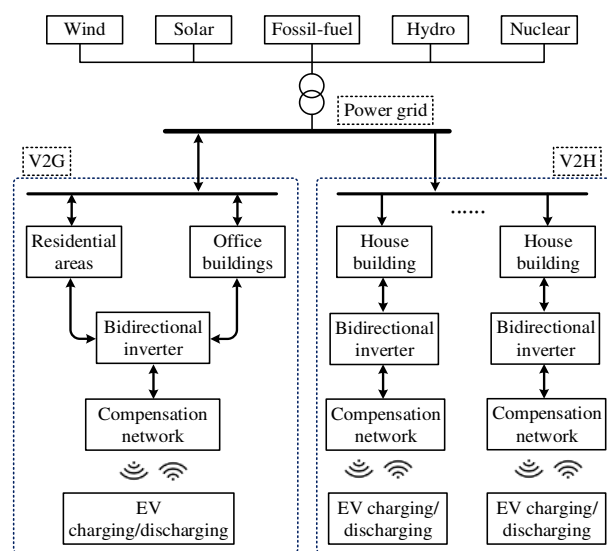 Wind
Solar
Fossil-fuel
Hydro
Nuclear
Power grid
V2G
V2H
Residential
areas
Office
buildings
Bidirectional
inverter
Compensation
network
EV
charging/discharging
......
House
building
Bidirectional
inverter
Compensation
network
EV charging/
discharging
House
building
Bidirectional
inverter
Compensation
network
EV charging/
discharging